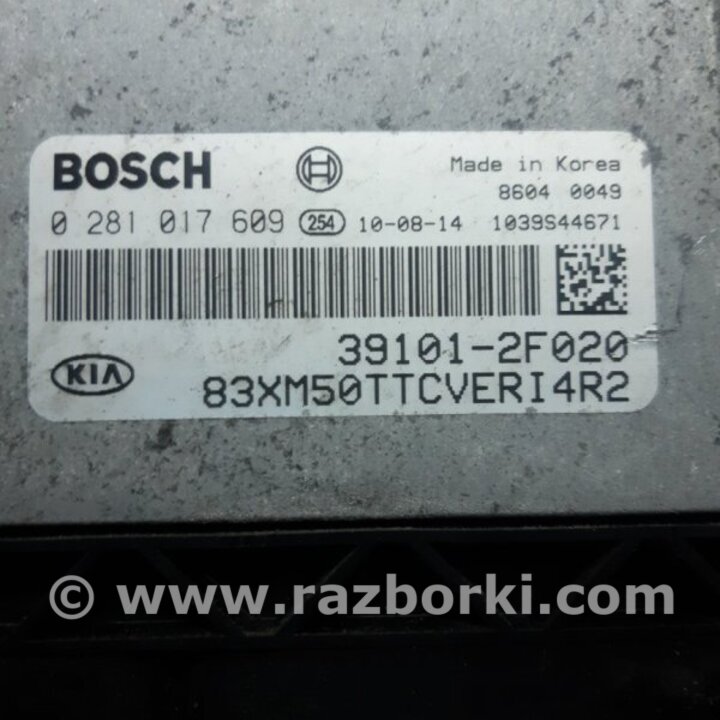 BOSCH
Made in Korea
8604 0049
0 281 017 609 254 10-08-14 1039S44671
39101-2F020
KIA
83XM50TTCVERI4R2
© www.razborki.com